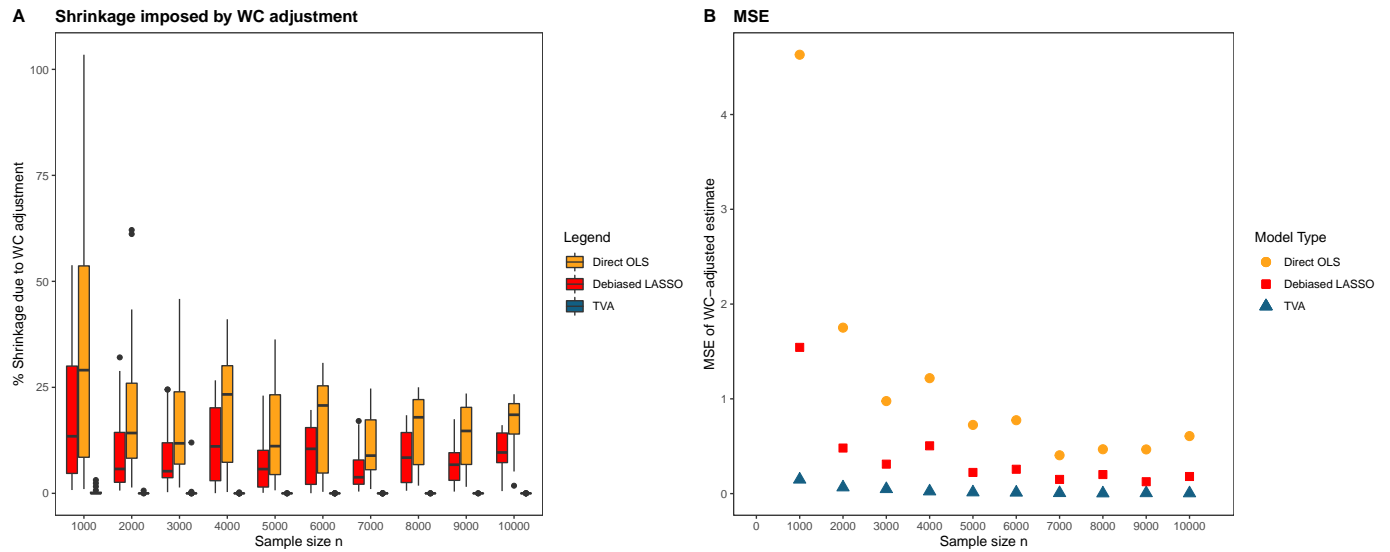 A Shrinkage imposed by WC adjustment
% Shrinkage due to WC adjustment
100
75
50
25
0
1000 2000 3000 4000 5000 6000 7000 8000 9000 10000
Sample size n
Legend
Direct OLS
Debiased LASSO
TVA
B MSE
MSE of WC−adjusted estimate
4
3
2
1
0
0 1000 2000 3000 4000 5000 6000 7000 8000 9000 10000
Sample size n
Model Type
Direct OLS
Debiased LASSO
TVA